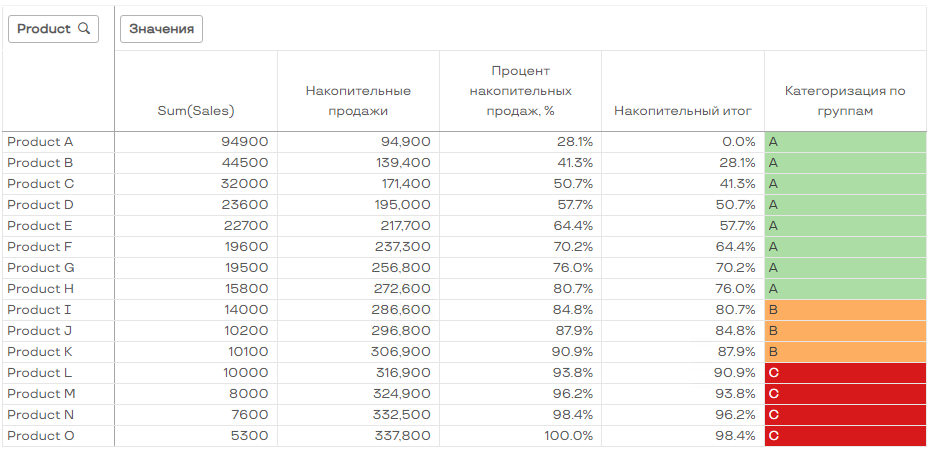 Product Значения
Процент
Накопительные накопительных Категоризация по
Sum(Sales) продажи продаж, % Накопительный итог группам
Product A 94900 94,900 28.1% 0.0% A
Product B 44500 139,400 41.3% 28.1% A
Product C 32000 171,400 50.7% 41.3% A
Product D 23600 195,000 57.7% 50.7% A
Product E 22700 217,700 64.4% 57.7% A
Product F 19600 237,300 70.2% 64.4% A
Product G 19500 256,800 76.0% 70.2% A
Product H 15800 272,600 80.7% 76.0% A
Product I 14000 286,600 84.8% 80.7% B
Product J 10200 296,800 87.9% 84.8% B
Product K 10100 306,900 90.9% 87.9% B
Product L 10000 316,900 93.8% 90.9% C
Product M 8000 324,900 96.2% 93.8% C
Product N 7600 332,500 98.4% 96.2% C
Product O 5300 337,800 100.0% 98.4% C